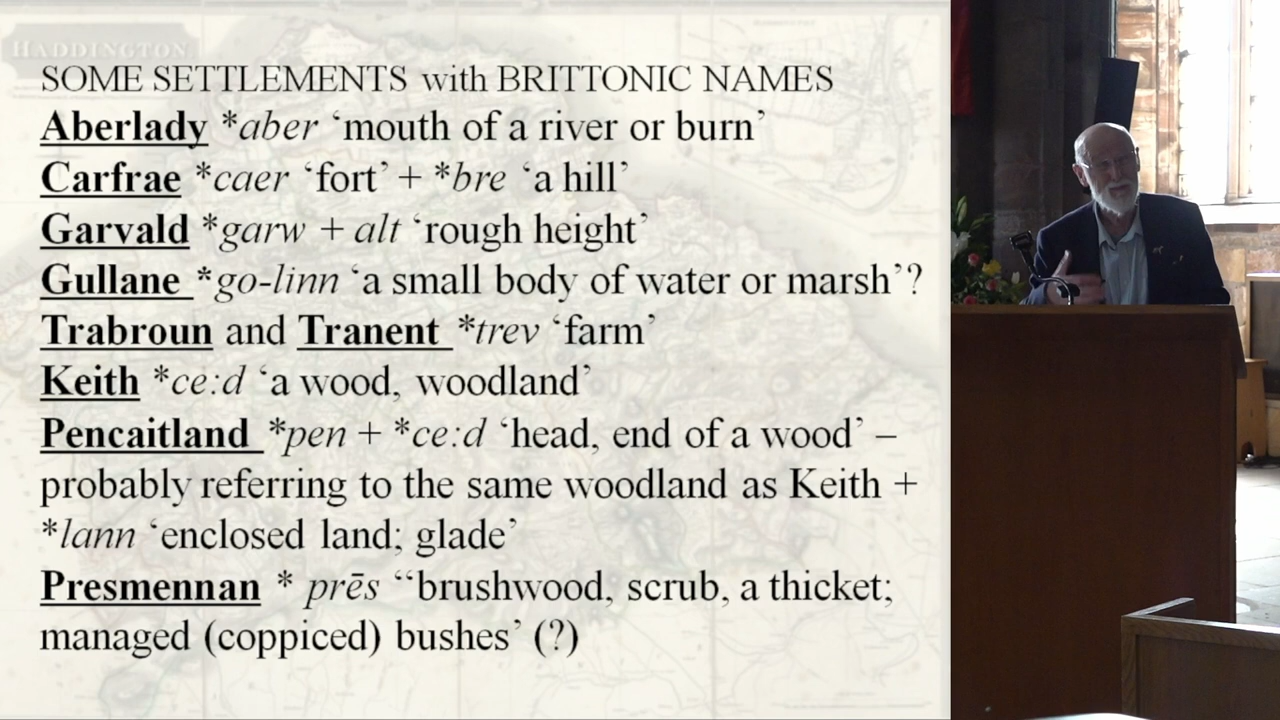 HADDINGTON
SOME SETTLEMENTS with BRITTONIC NAMES
Aberlady *aber ‘mouth of a river or burn’
Carfrae *caer ‘fort’ + *bre ‘a hill’
Garvald *garw + alt ‘rough height’
Gullane *go-linn ‘a small body of water or marsh’?
Trabroun and Tranent *trev ‘farm’
Keith *ce:d ‘a wood, woodland’
Pencaitland *pen + *ce:d ‘head, end of a wood’ –
probably referring to the same woodland as Keith +
*lann ‘enclosed land; glade’
Presmennan * prēs “brushwood, scrub, a thicket;
managed (coppiced) bushes’ (?)